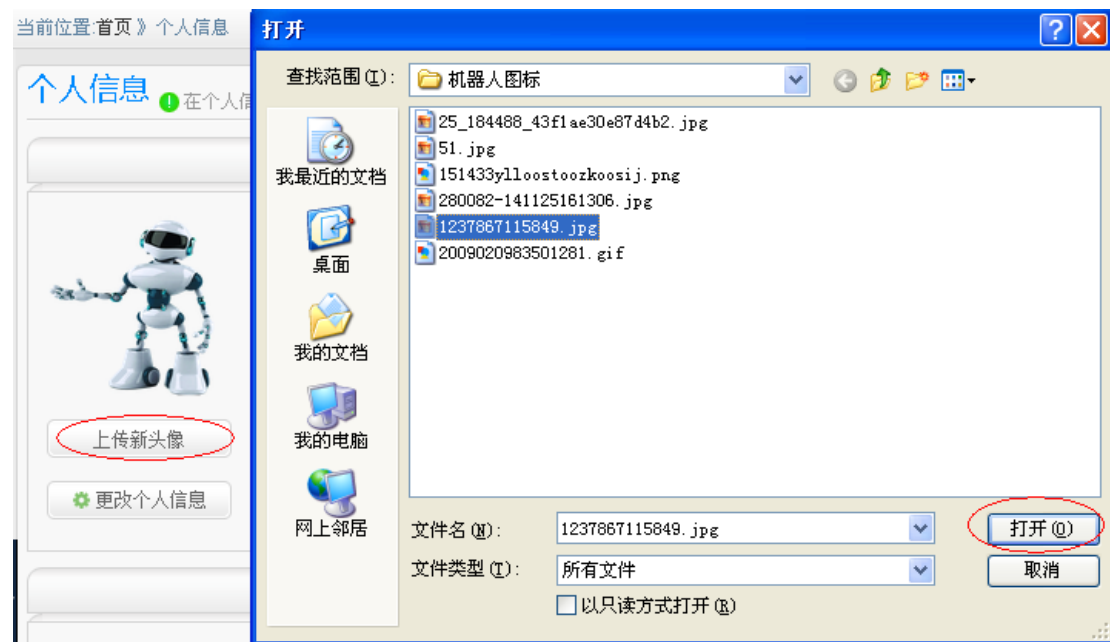 当前位置:首页 》 个人信息
个人信息
在个人信
上传新头像
更改个人信息
打开
查找范围(I):
机器人图标
我最近的文档
桌面
我的文档
我的电脑
网上邻居
25_184488_43f1ae30e87d4b2.jpg
51.jpg
151433ylloostoozkoosij.png
280082-141125161306.jpg
1237867115849.jpg
2009020983501281.gif
文件名(N):
1237867115849.jpg
打开(O)
文件类型(T):
所有文件
取消
以只读方式打开(R)